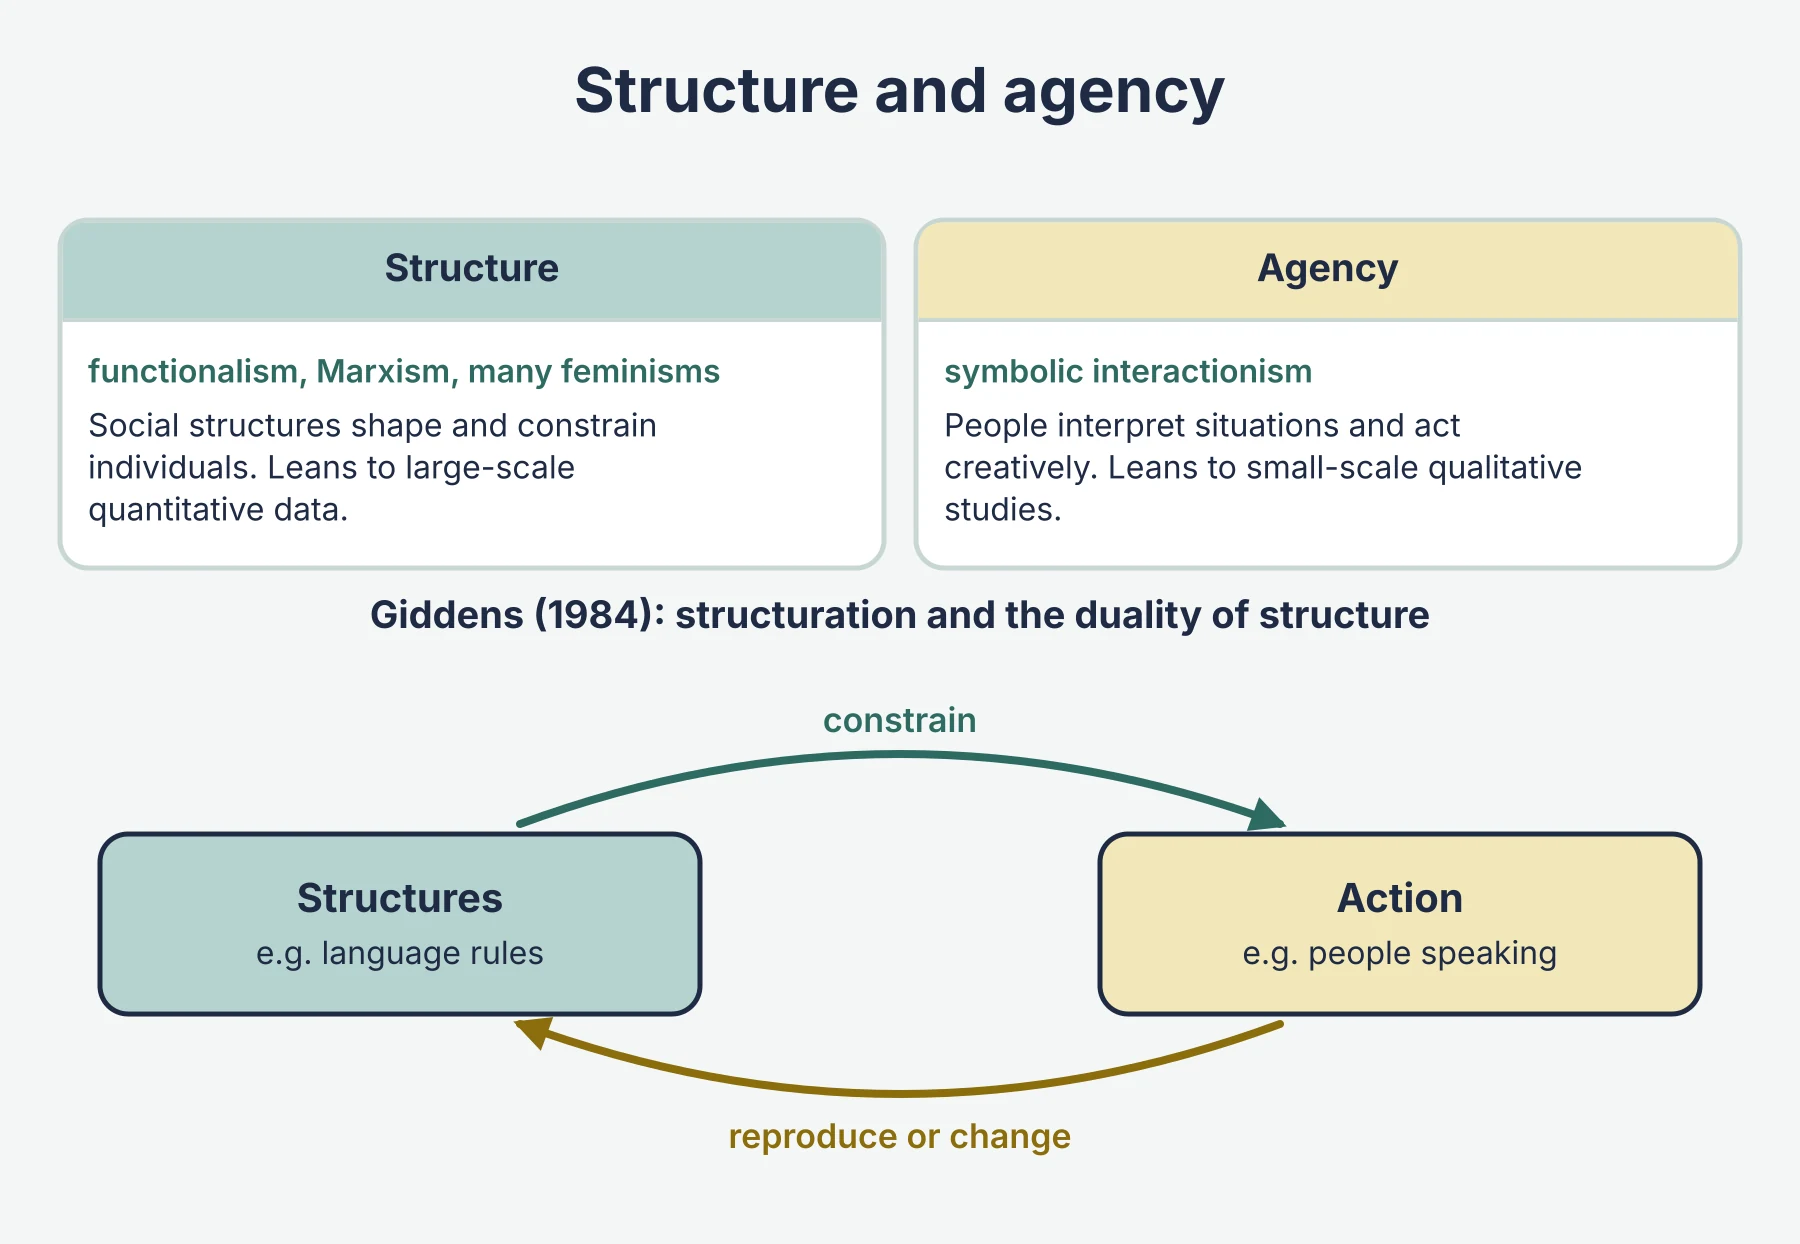 Structure and agency
Structure
functionalism, Marxism, many feminisms
Social structures shape and constrain
individuals. Leans to large-scale
quantitative data.
Agency
symbolic interactionism
People interpret situations and act
creatively. Leans to small-scale qualitative
studies.
Giddens (1984): structuration and the duality of structure
constrain
Structures
e.g. language rules
Action
e.g. people speaking
reproduce or change